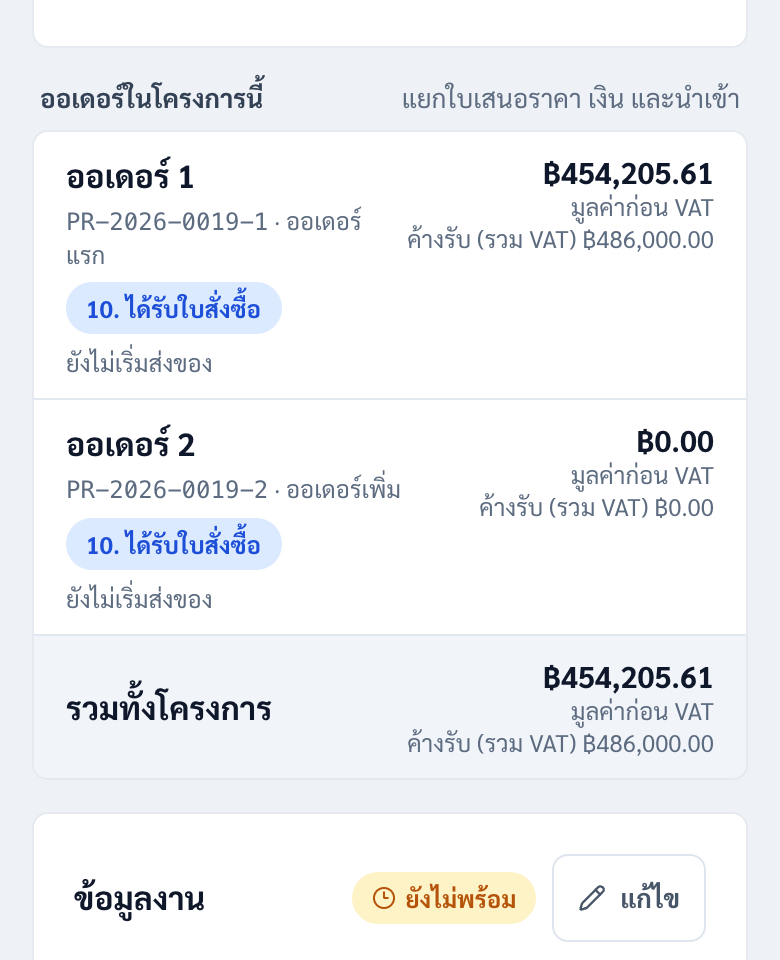 ออเดอร์ในโครงการนี้
แยกใบเสนอราคา เงิน และนำเข้า
ออเดอร์ 1
฿454,205.61
PR-2026-0019-1 · ออเดอร์
แรก
มูลค่าก่อน VAT
ค้างรับ (รวม VAT) ฿486,000.00
10. ได้รับใบสั่งซื้อ
ยังไม่เริ่มส่งของ
ออเดอร์ 2
฿0.00
PR-2026-0019-2 · ออเดอร์เพิ่ม
มูลค่าก่อน VAT
ค้างรับ (รวม VAT) ฿0.00
10. ได้รับใบสั่งซื้อ
ยังไม่เริ่มส่งของ
รวมทั้งโครงการ
฿454,205.61
มูลค่าก่อน VAT
ค้างรับ (รวม VAT) ฿486,000.00
ข้อมูลงาน
ยังไม่พร้อม
แก้ไข